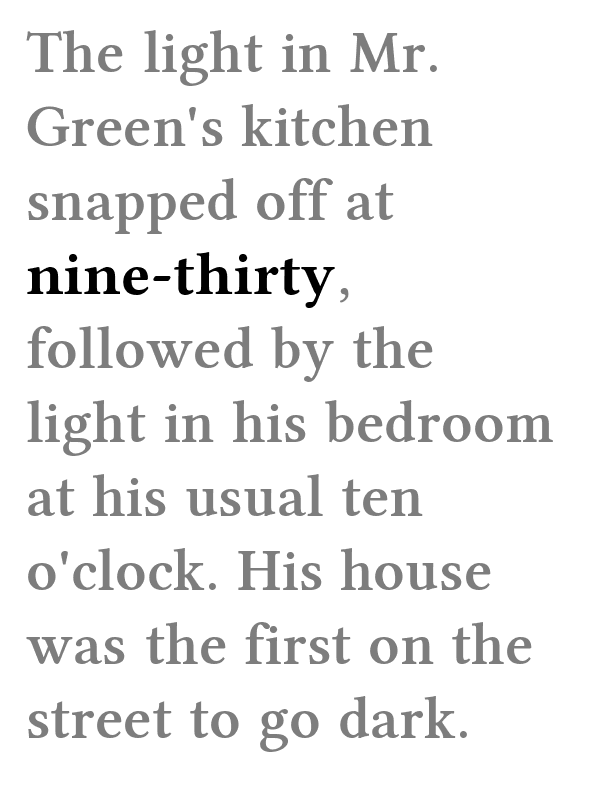 The light in Mr.
Green's kitchen
snapped off at
nine-thirty,
followed by the
light in his bedroom
at his usual ten
o'clock. His house
was the first on the
street to go dark.